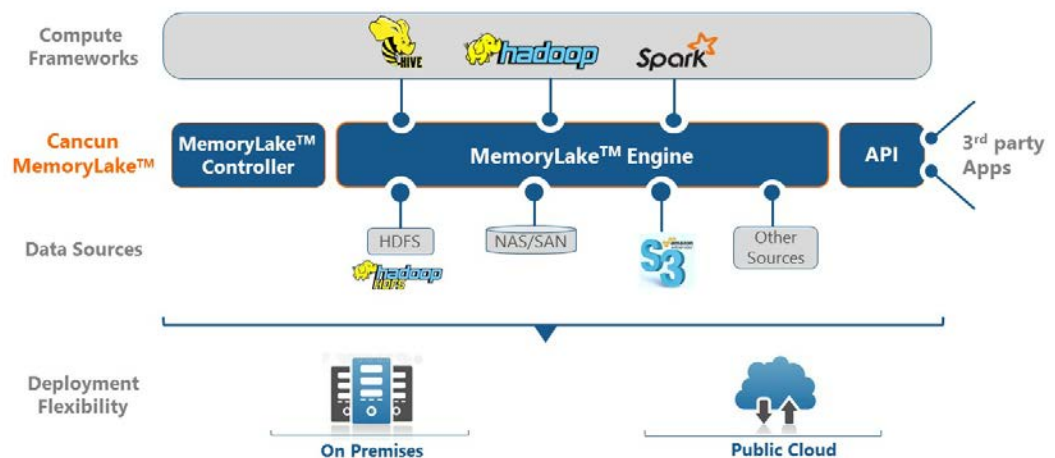 Compute
Frameworks
HIVE
hadoop
Spark
Cancun
MemoryLake™
MemoryLake™
Controller
MemoryLake™ Engine
API
3rd party
Apps
Data Sources
HDFS
NAS/SAN
Other
Sources
hadoop
HDFS
amazon
S3
Deployment
Flexibility
On Premises
Public Cloud